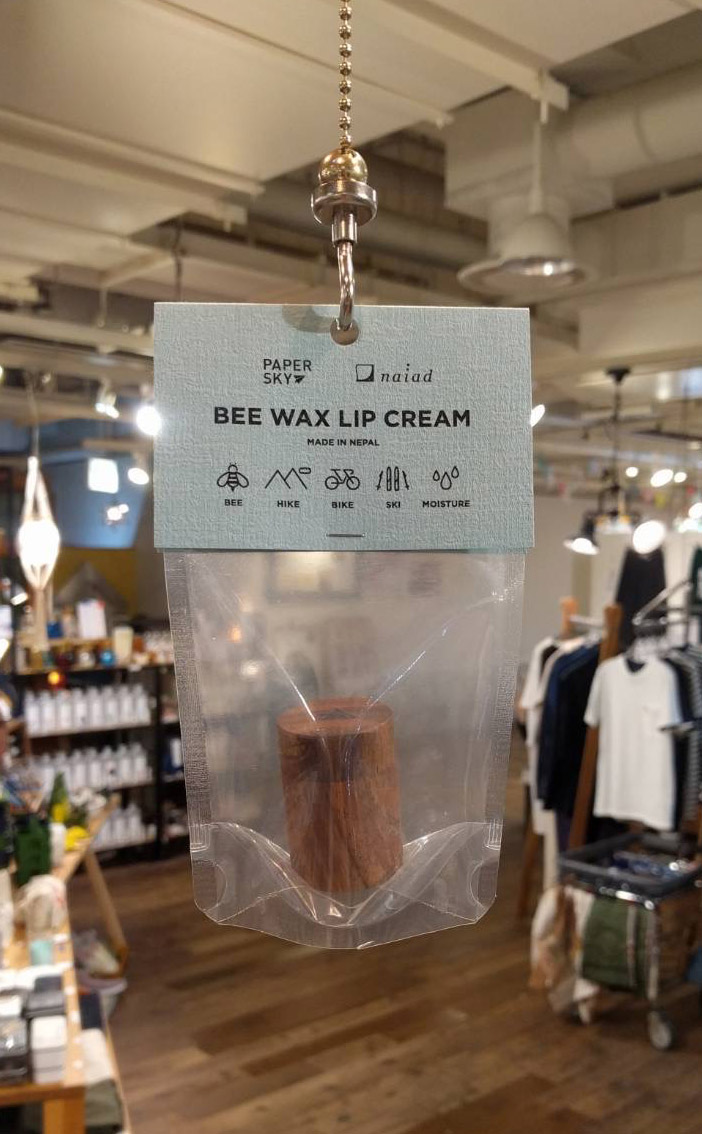 PAPER SKY naiad
BEE WAX LIP CREAM
MADE IN NEPAL
BEE HIKE BIKE SKI MOISTURE